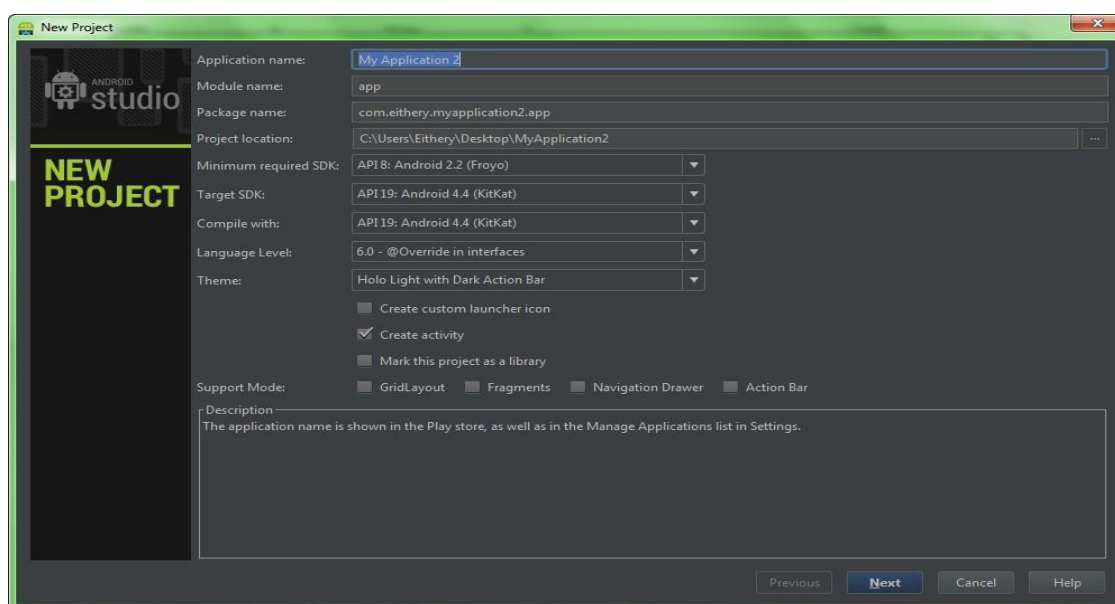 New Project
ANDROID
studio
NEW
PROJECT
Application name: My Application 2
Module name: app
Package name: com.eithery.myapplication2.app
Project location: C:\Users\Eithery\Desktop\MyApplication2 ...
Minimum required SDK: API 8: Android 2.2 (Froyo)
Target SDK: API 19: Android 4.4 (KitKat)
Compile with: API 19: Android 4.4 (KitKat)
Language Level: 6.0 - @Override in interfaces
Theme: Holo Light with Dark Action Bar
Create custom launcher icon
Create activity
Mark this project as a library
Support Mode: GridLayout Fragments Navigation Drawer Action Bar
Description
The application name is shown in the Play store, as well as in the Manage Applications list in Settings.
Previous Next Cancel Help